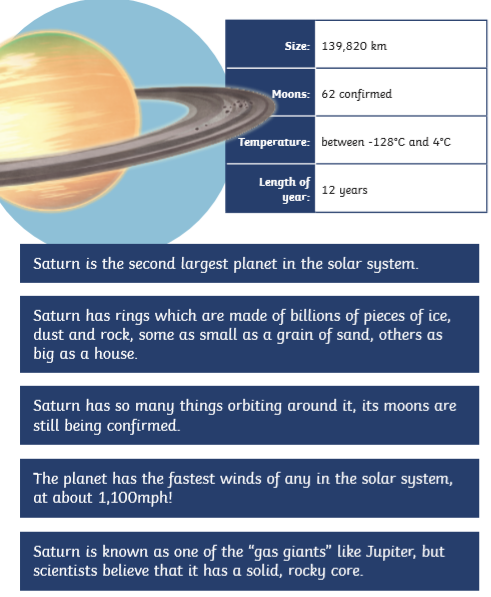 Size: 139,820 km
Moons: 62 confirmed
Temperature: between -128°C and 4°C
Length of
year: 12 years
Saturn is the second largest planet in the solar system.
Saturn has rings which are made of billions of pieces of ice,
dust and rock, some as small as a grain of sand, others as
big as a house.
Saturn has so many things orbiting around it, its moons are
still being confirmed.
The planet has the fastest winds of any in the solar system,
at about 1,100mph!
Saturn is known as one of the “gas giants” like Jupiter, but
scientists believe that it has a solid, rocky core.